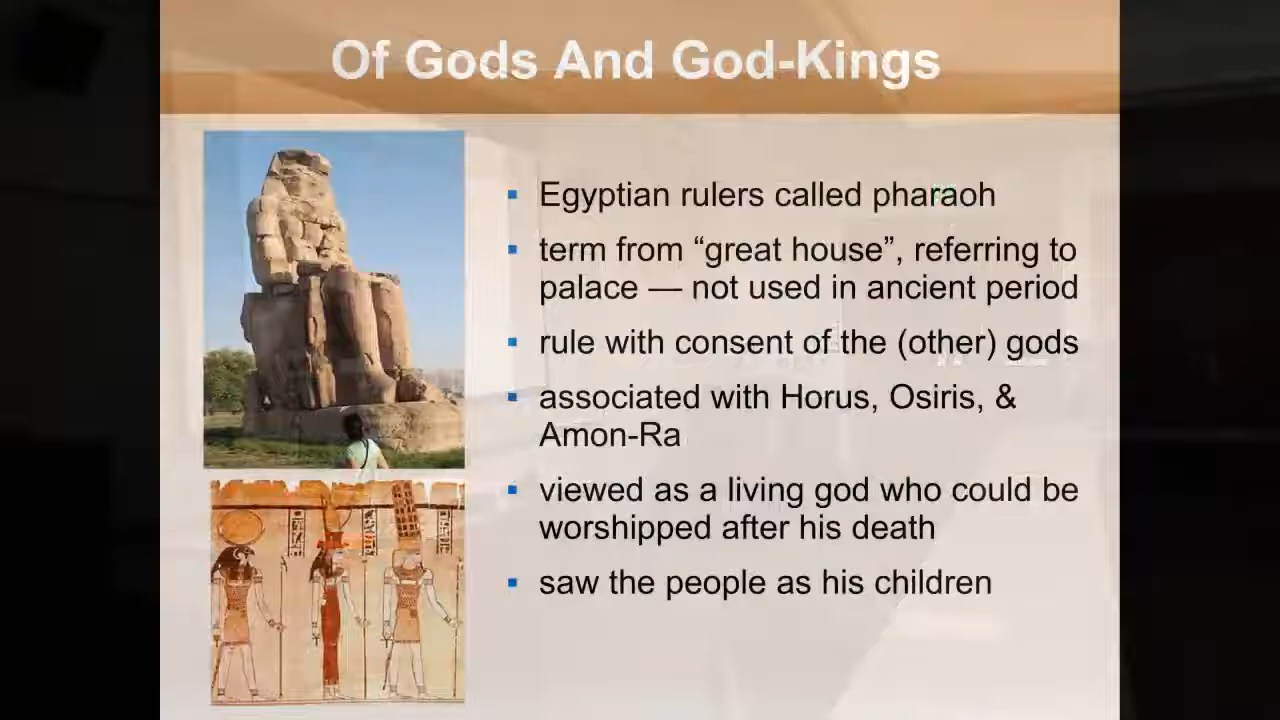 Of Gods And God-Kings
▪ Egyptian rulers called pharaoh
▪ term from “great house”, referring to
palace — not used in ancient period
▪ rule with consent of the (other) gods
▪ associated with Horus, Osiris, &
Amon-Ra
▪ viewed as a living god who could be
worshipped after his death
▪ saw the people as his children